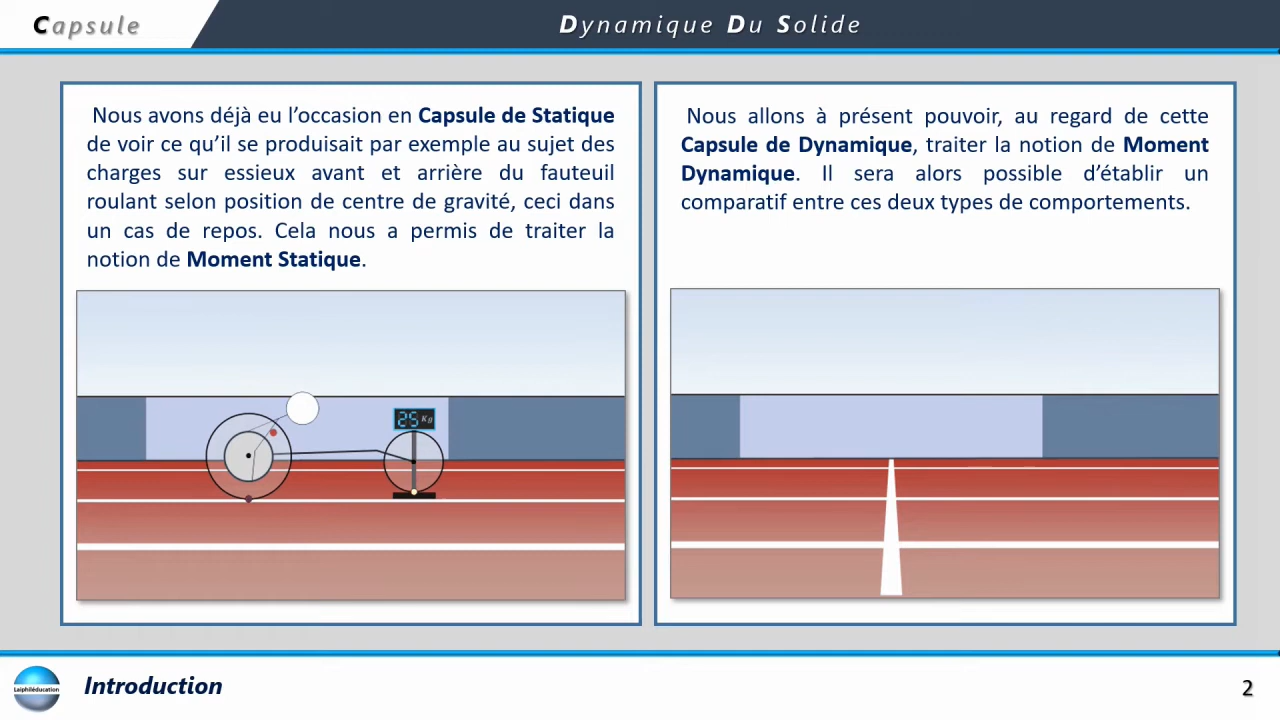 Capsule
Dynamique Du Solide
Nous avons déjà eu l’occasion en Capsule de Statique
de voir ce qu’il se produisait par exemple au sujet des
charges sur essieux avant et arrière du fauteuil
roulant selon position de centre de gravité, ceci dans
un cas de repos. Cela nous a permis de traiter la
notion de Moment Statique.
25 Kg
Nous allons à présent pouvoir, au regard de cette
Capsule de Dynamique, traiter la notion de Moment
Dynamique. Il sera alors possible d’établir un
comparatif entre ces deux types de comportements.
Laiphiléducation
Introduction
2